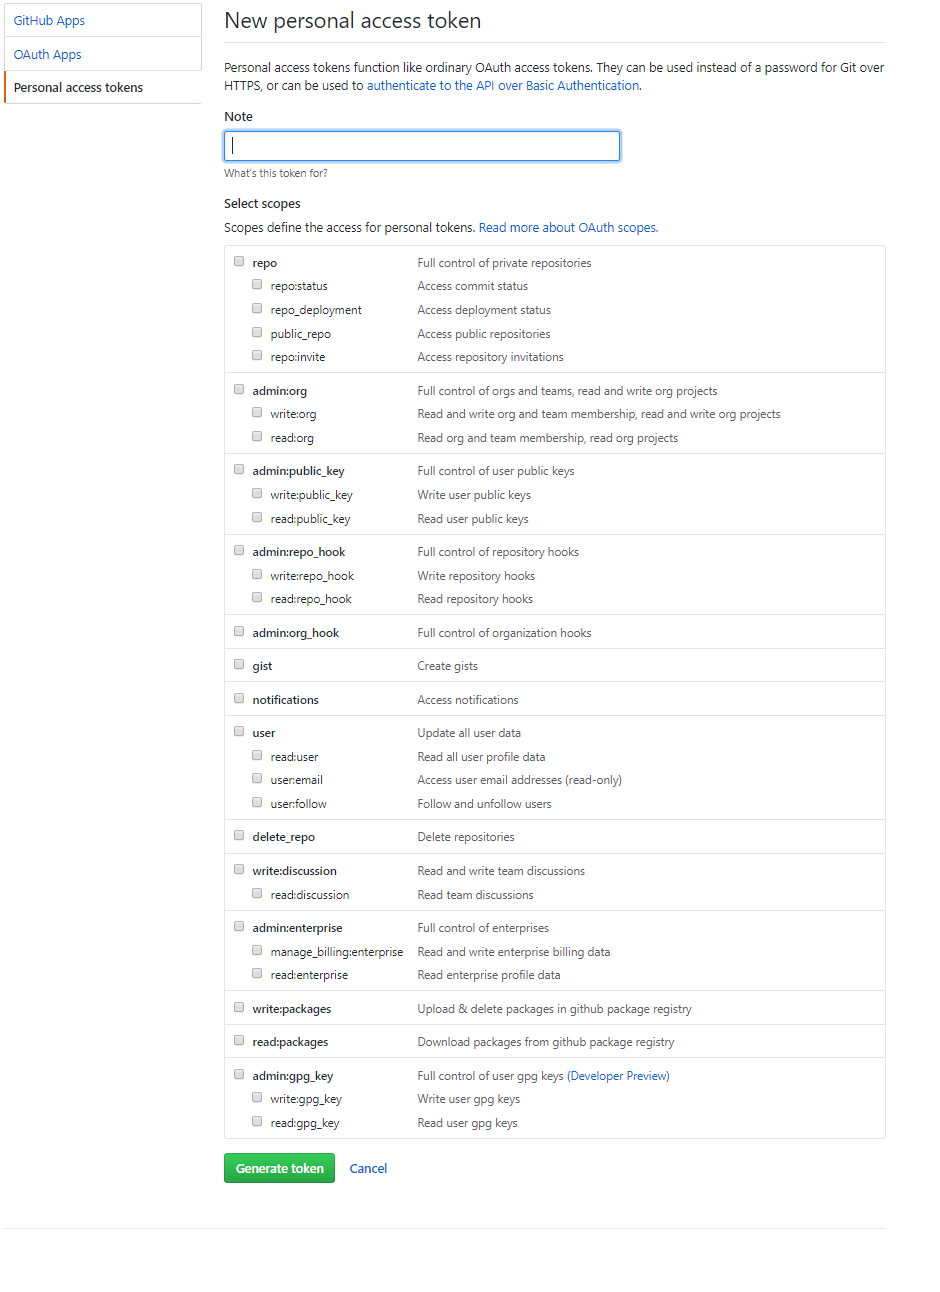 GitHub Apps
OAuth Apps
Personal access tokens
New personal access token
Personal access tokens function like ordinary OAuth access tokens. They can be used instead of a password for Git over
HTTPS, or can be used to authenticate to the API over Basic Authentication.
Note
What's this token for?
Select scopes
Scopes define the access for personal tokens. Read more about OAuth scopes.
repo Full control of private repositories
repo:status Access commit status
repo_deployment Access deployment status
public_repo Access public repositories
repo:invite Access repository invitations
admin:org Full control of orgs and teams, read and write org projects
write:org Read and write org and team membership, read and write org projects
read:org Read org and team membership, read org projects
admin:public_key Full control of user public keys
write:public_key Write user public keys
read:public_key Read user public keys
admin:repo_hook Full control of repository hooks
write:repo_hook Write repository hooks
read:repo_hook Read repository hooks
admin:org_hook Full control of organization hooks
gist Create gists
notifications Access notifications
user Update all user data
read:user Read all user profile data
user:email Access user email addresses (read-only)
user:follow Follow and unfollow users
delete_repo Delete repositories
write:discussion Read and write team discussions
read:discussion Read team discussions
admin:enterprise Full control of enterprises
manage_billing:enterprise Read and write enterprise billing data
read:enterprise Read enterprise profile data
write:packages Upload & delete packages in github package registry
read:packages Download packages from github package registry
admin:gpg_key Full control of user gpg keys (Developer Preview)
write:gpg_key Write user gpg keys
read:gpg_key Read user gpg keys
Generate token Cancel